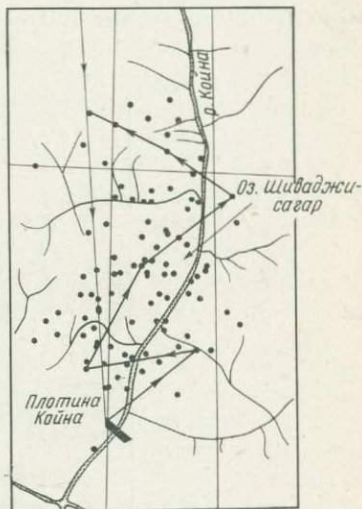 р. Койна
Оз. Шиваджи-
сагар
Плотина
Койна